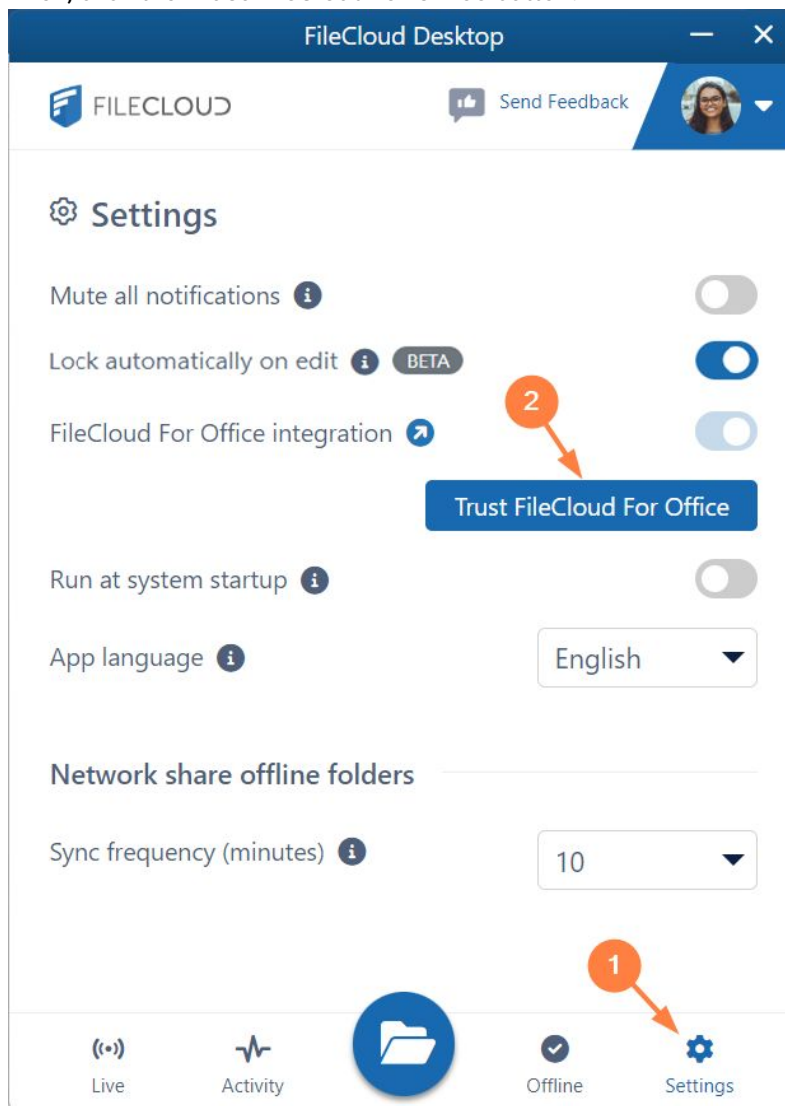 FileCloud Desktop
FILECLOUD
Send Feedback
Settings
Mute all notifications
Lock automatically on edit BETA
2
FileCloud For Office integration
Trust FileCloud For Office
Run at system startup
App language English
Network share offline folders
Sync frequency (minutes) 10
1
Live Activity Offline Settings